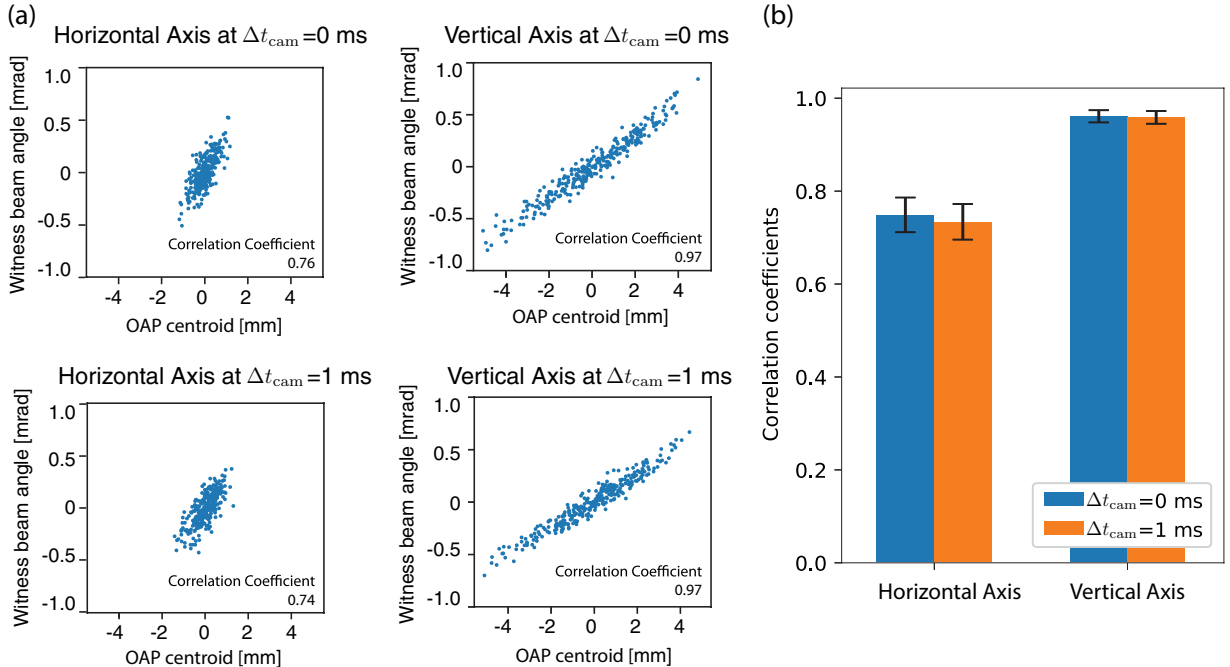 (a)
Horizontal Axis at Δt_cam=0 ms
Witness beam angle [mrad]
1.0
0.5
0
-0.5
-1.0
Correlation Coefficient
0.76
-4 -2 0 2 4
OAP centroid [mm]
Vertical Axis at Δt_cam=0 ms
Witness beam angle [mrad]
1.0
0.5
0
-0.5
-1.0
Correlation Coefficient
0.97
-4 -2 0 2 4
OAP centroid [mm]
Horizontal Axis at Δt_cam=1 ms
Witness beam angle [mrad]
1.0
0.5
0
-0.5
-1.0
Correlation Coefficient
0.74
-4 -2 0 2 4
OAP centroid [mm]
Vertical Axis at Δt_cam=1 ms
Witness beam angle [mrad]
1.0
0.5
0
-0.5
-1.0
Correlation Coefficient
0.97
-4 -2 0 2 4
OAP centroid [mm]
(b)
Correlation coefficients
1.0
0.8
0.6
0.4
0.2
0.0
Δt_cam=0 ms
Δt_cam=1 ms
Horizontal Axis Vertical Axis